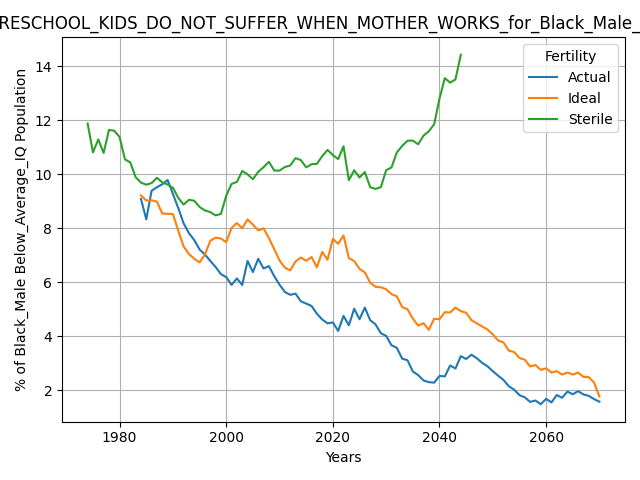 RESCHOOL_KIDS_DO_NOT_SUFFER_WHEN_MOTHER_WORKS_for_Black_Male_
% of Black_Male Below_Average_IQ Population
14
12
10
8
6
4
2
Fertility
Actual
Ideal
Sterile
1980 2000 2020 2040 2060
Years